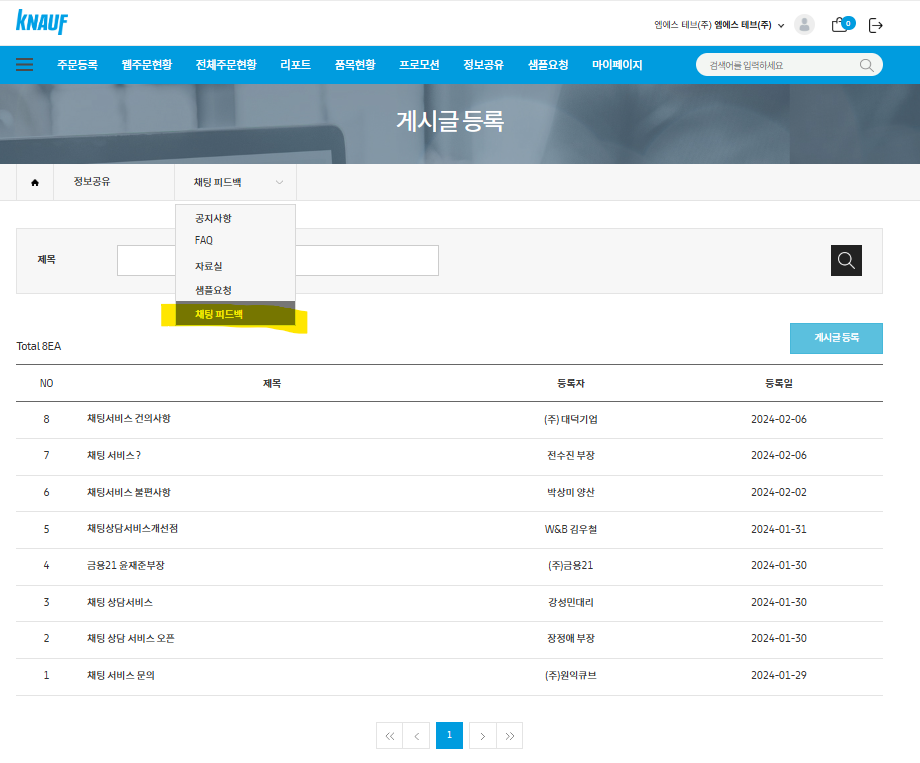 KNAUF
엠에스 테브(주) 엠에스 테브(주)
0
주문등록 웹주문현황 전체주문현황 리포트 품목현황 프로모션 정보공유 샘플요청 마이페이지
검색어를 입력하세요
게시글 등록
정보공유 채팅 피드백
공지사항
FAQ
자료실
샘플요청
채팅 피드백
제목
Total 8EA
게시글 등록
NO 제목 등록자 등록일
8 채팅서비스 건의사항 (주) 대덕기업 2024-02-06
7 채팅 서비스 ? 전수진 부장 2024-02-06
6 채팅서비스 불편사항 박상미 양산 2024-02-02
5 채팅상담서비스개선점 W&B 김우철 2024-01-31
4 금용21 윤재준부장 (주)금용21 2024-01-30
3 채팅 상담서비스 강성민대리 2024-01-30
2 채팅 상담 서비스 오픈 장정애 부장 2024-01-30
1 채팅 서비스 문의 (주)원익큐브 2024-01-29
1